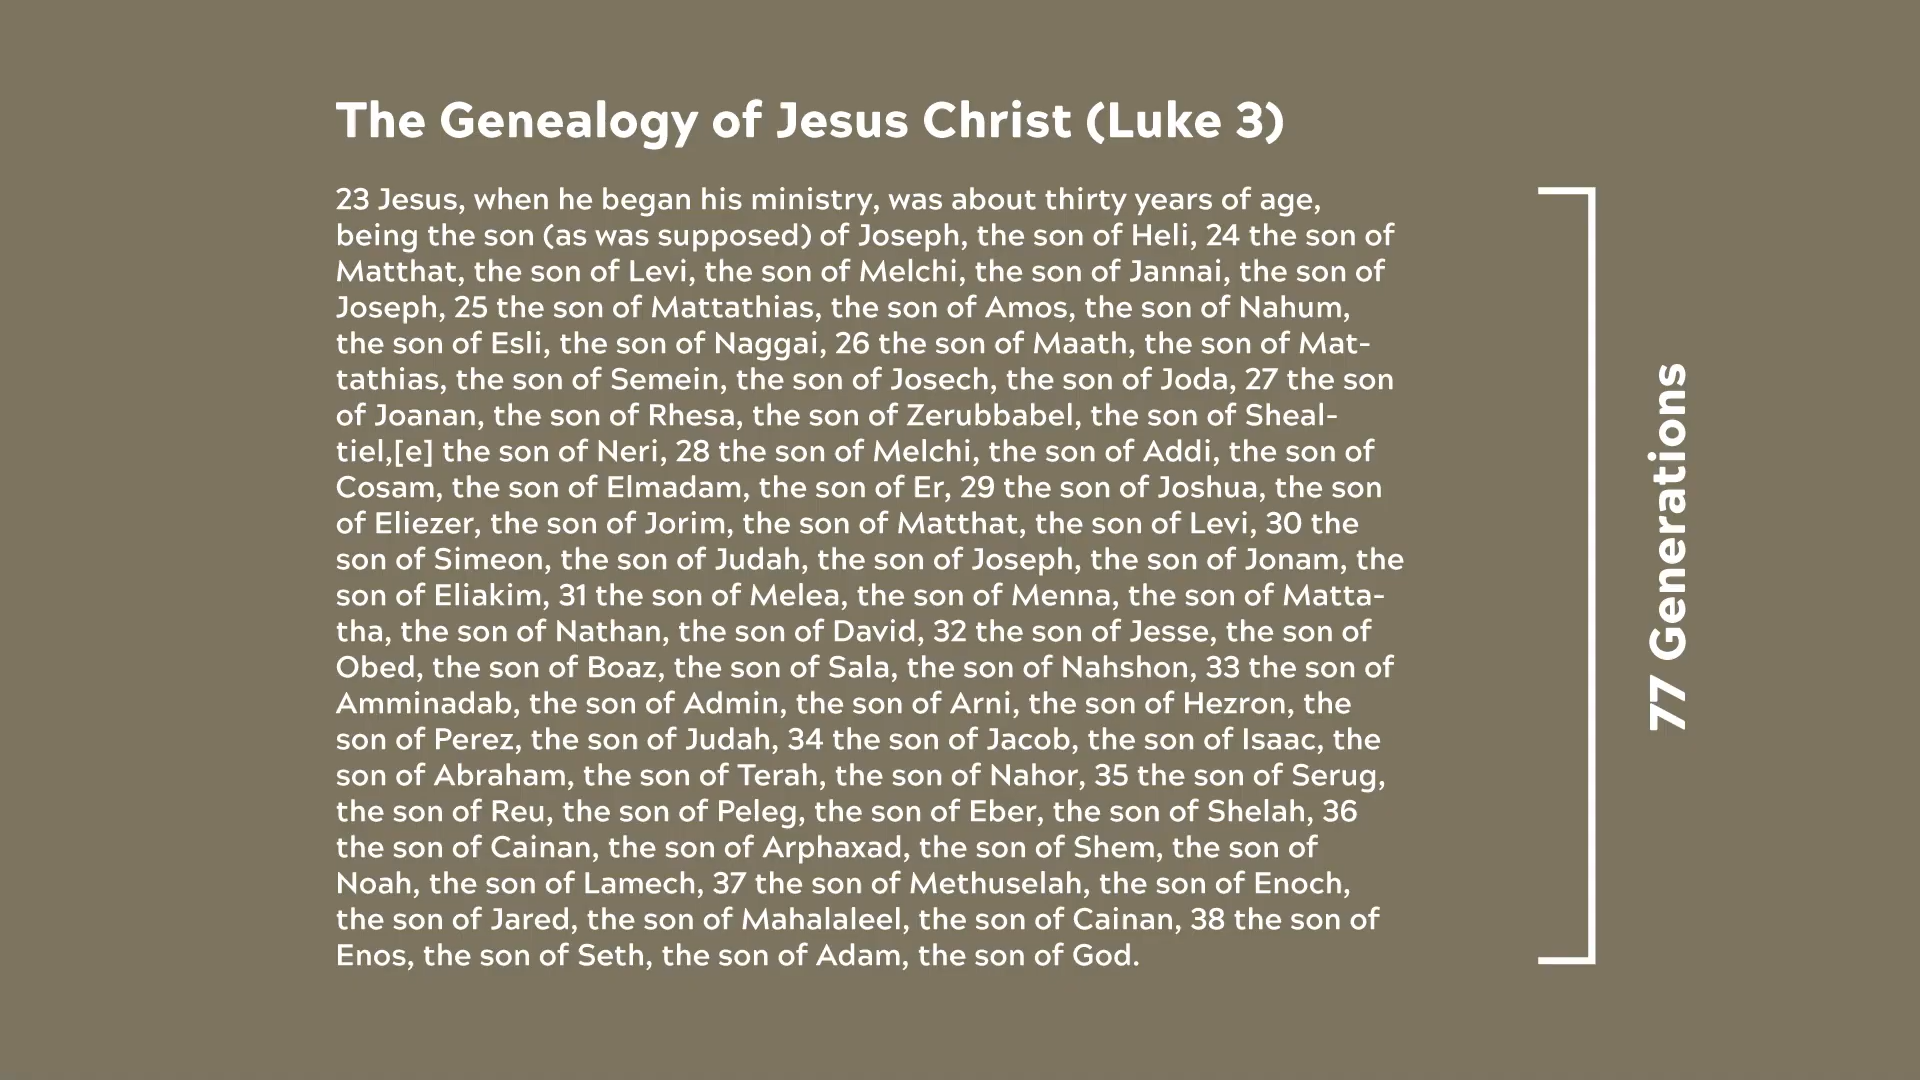 The Genealogy of Jesus Christ (Luke 3)
23 Jesus, when he began his ministry, was about thirty years of age,
being the son (as was supposed) of Joseph, the son of Heli, 24 the son of
Matthat, the son of Levi, the son of Melchi, the son of Jannai, the son of
Joseph, 25 the son of Mattathias, the son of Amos, the son of Nahum,
the son of Esli, the son of Naggai, 26 the son of Maath, the son of Mat-
tathias, the son of Semein, the son of Josech, the son of Joda, 27 the son
of Joanan, the son of Rhesa, the son of Zerubbabel, the son of Sheal-
tiel,[e] the son of Neri, 28 the son of Melchi, the son of Addi, the son of
Cosam, the son of Elmadam, the son of Er, 29 the son of Joshua, the son
of Eliezer, the son of Jorim, the son of Matthat, the son of Levi, 30 the
son of Simeon, the son of Judah, the son of Joseph, the son of Jonam, the
son of Eliakim, 31 the son of Melea, the son of Menna, the son of Matta-
tha, the son of Nathan, the son of David, 32 the son of Jesse, the son of
Obed, the son of Boaz, the son of Sala, the son of Nahshon, 33 the son of
Amminadab, the son of Admin, the son of Arni, the son of Hezron, the
son of Perez, the son of Judah, 34 the son of Jacob, the son of Isaac, the
son of Abraham, the son of Terah, the son of Nahor, 35 the son of Serug,
the son of Reu, the son of Peleg, the son of Eber, the son of Shelah, 36
the son of Cainan, the son of Arphaxad, the son of Shem, the son of
Noah, the son of Lamech, 37 the son of Methuselah, the son of Enoch,
the son of Jared, the son of Mahalaleel, the son of Cainan, 38 the son of
Enos, the son of Seth, the son of Adam, the son of God.
77 Generations